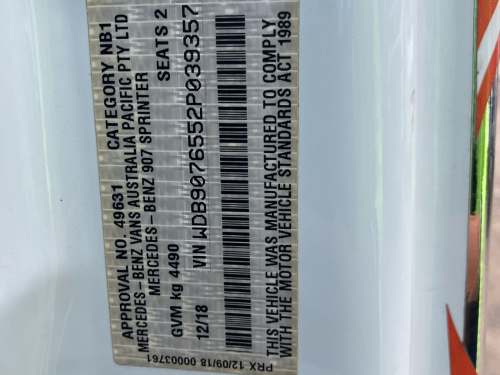 APPROVAL NO. 49631 CATEGORY NB1
MERCEDES-BENZ VANS AUSTRALIA PACIFIC PTY LTD
MERCEDES-BENZ 907 SPRINTER
GVM kg 4490 SEATS 2
12/18 VIN WDB9076552P039357
THIS VEHICLE WAS MANUFACTURED TO COMPLY
WITH THE MOTOR VEHICLE STANDARDS ACT 1989
PRX 12/09/18 00003761